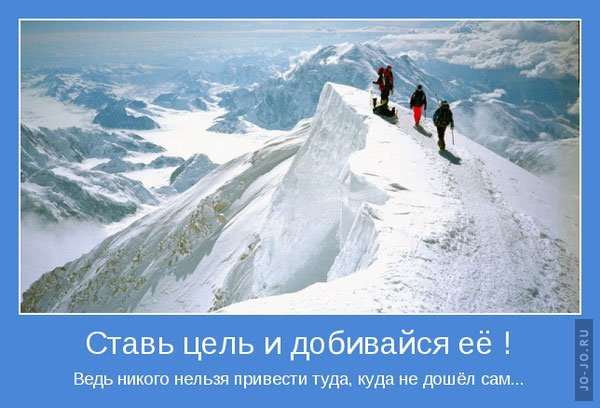 Ставь цель и добивайся её !
Ведь никого нельзя привести туда, куда не дошёл сам...
JO-JO.RU